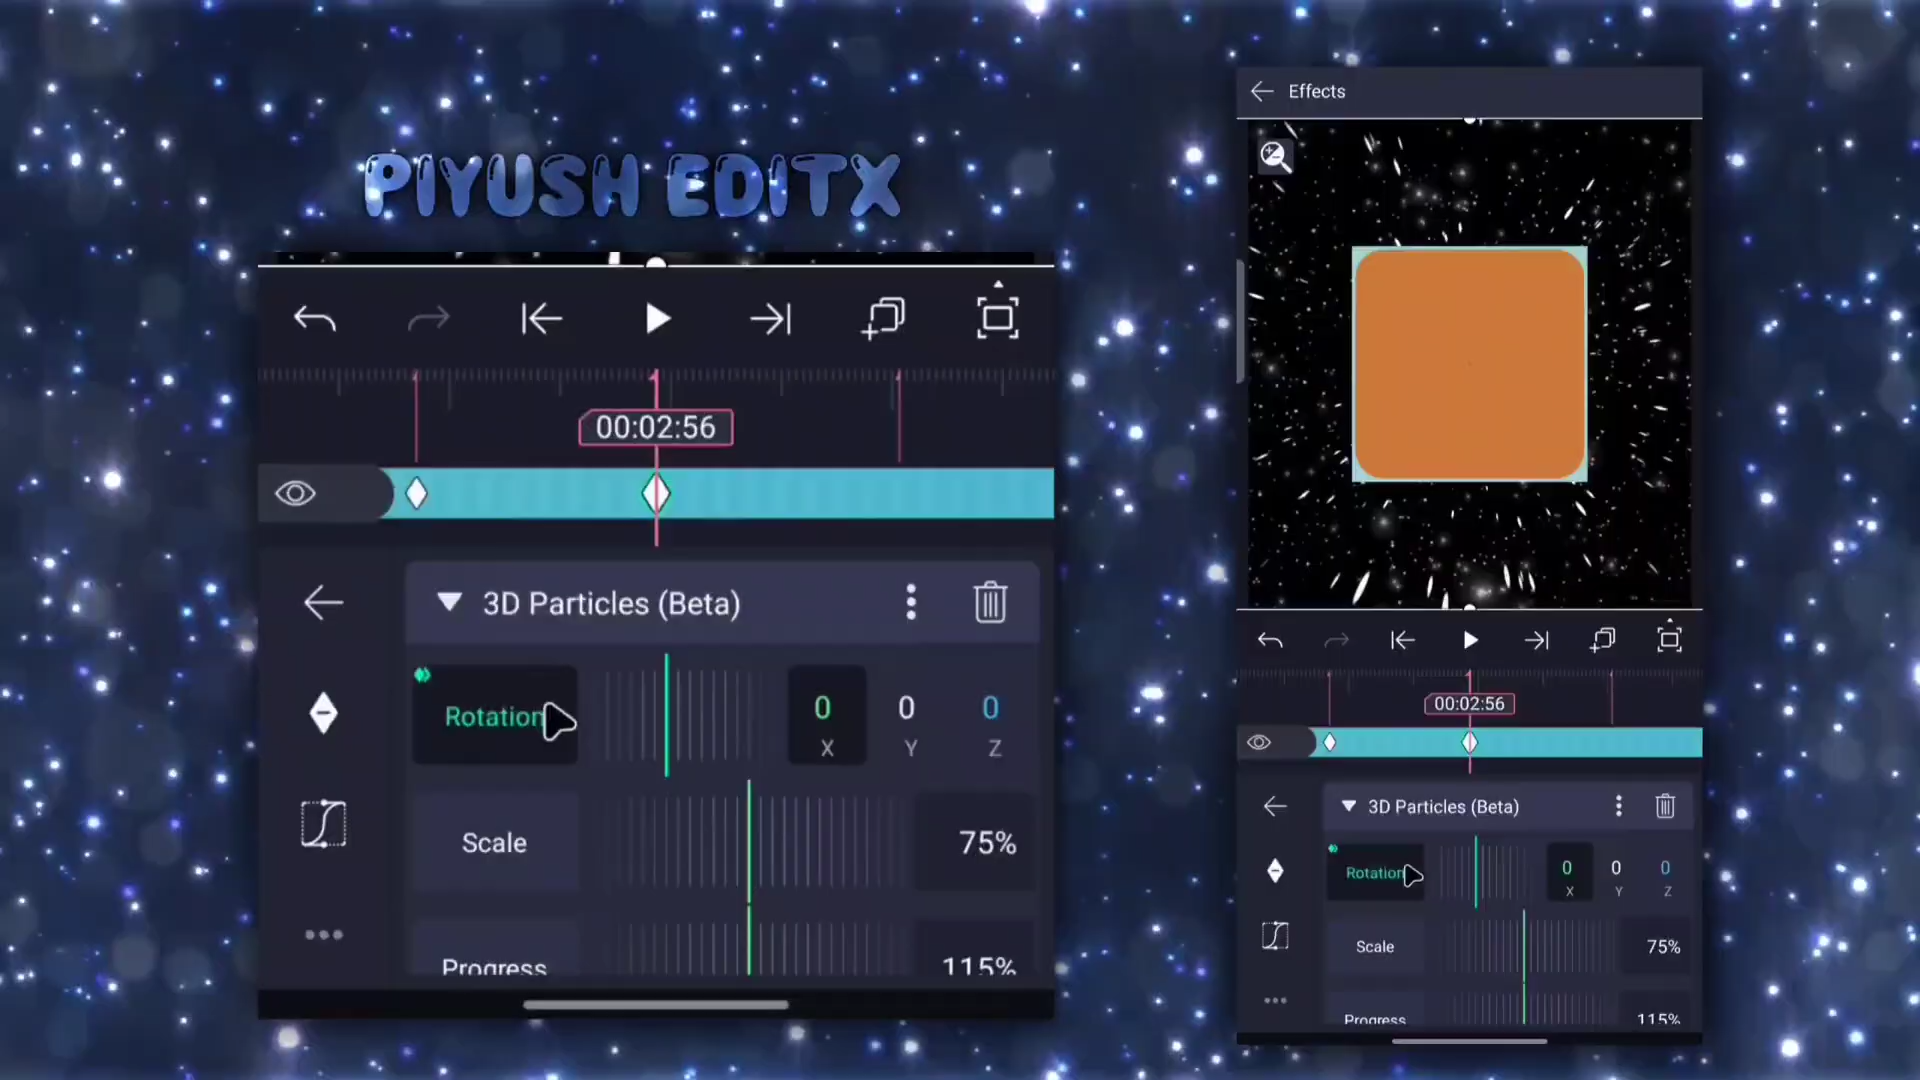 PIYUSH EDITX
00:02:56
3D Particles (Beta)
Rotation
0 0 0
X Y Z
Scale
75%
Progress
115%
Effects
00:02:56
3D Particles (Beta)
Rotation
0 0 0
X Y Z
Scale
75%
Progress
115%